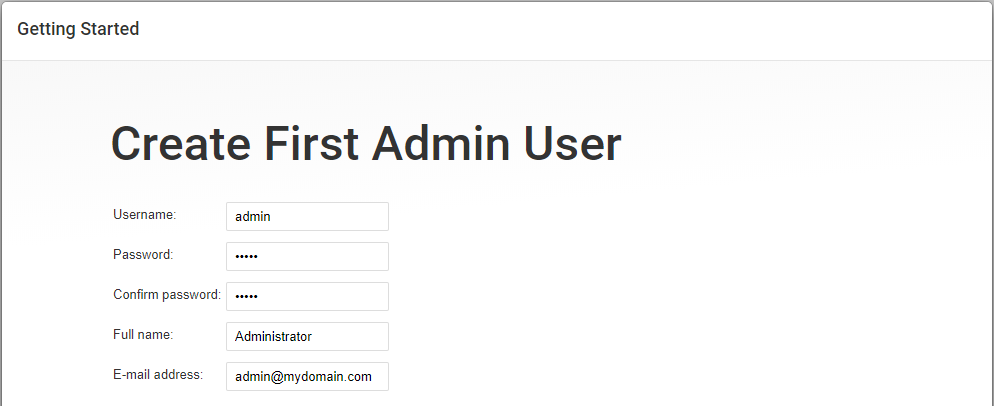 Getting Started
Create First Admin User
Username: admin
Password: •••••
Confirm password: •••••
Full name: Administrator
E-mail address: admin@mydomain.com